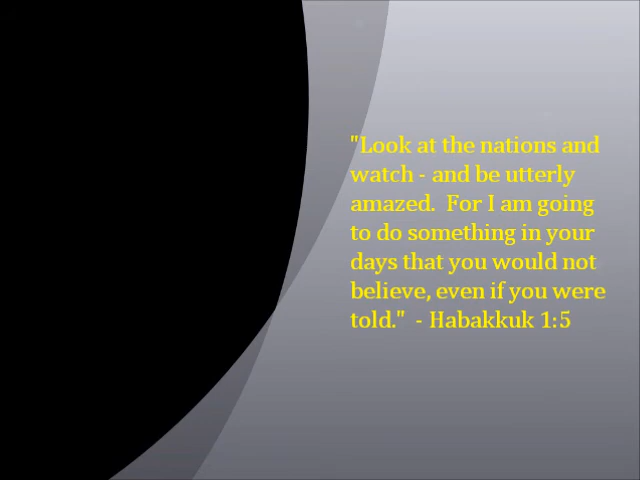 "Look at the nations and
watch - and be utterly
amazed.  For I am going
to do something in your
days that you would not
believe, even if you were
told."  - Habakkuk 1:5